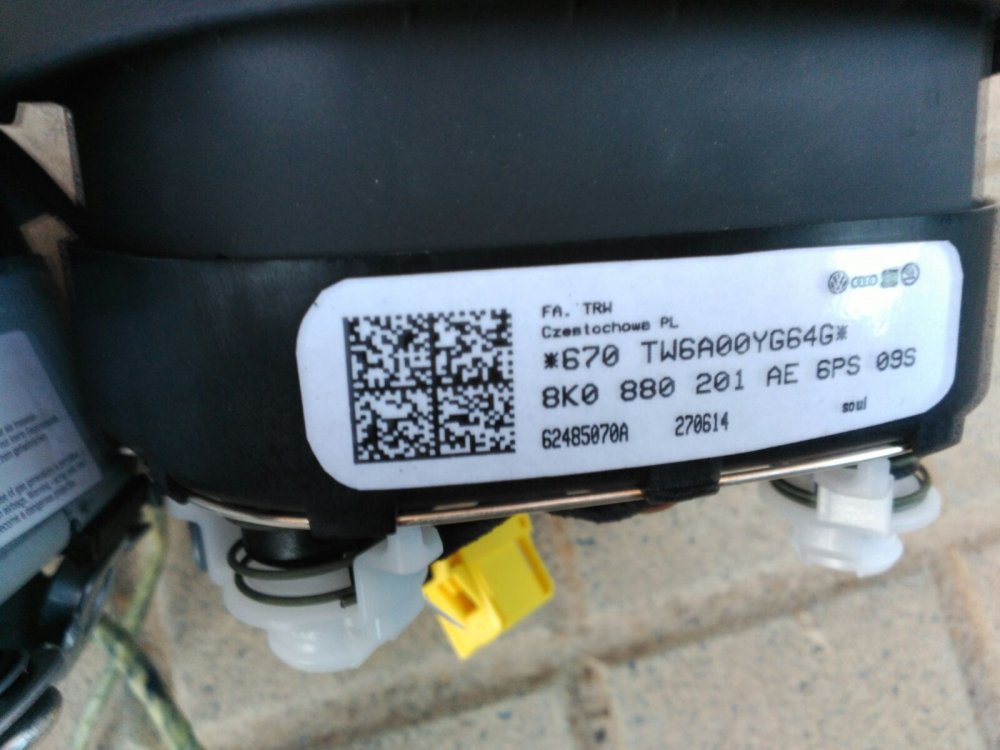 FA. TRW
Czestochowa PL
*670 TW6A00YG64G*
8K0 880 201 AE 6PS 09S
62485070A 270614 soul